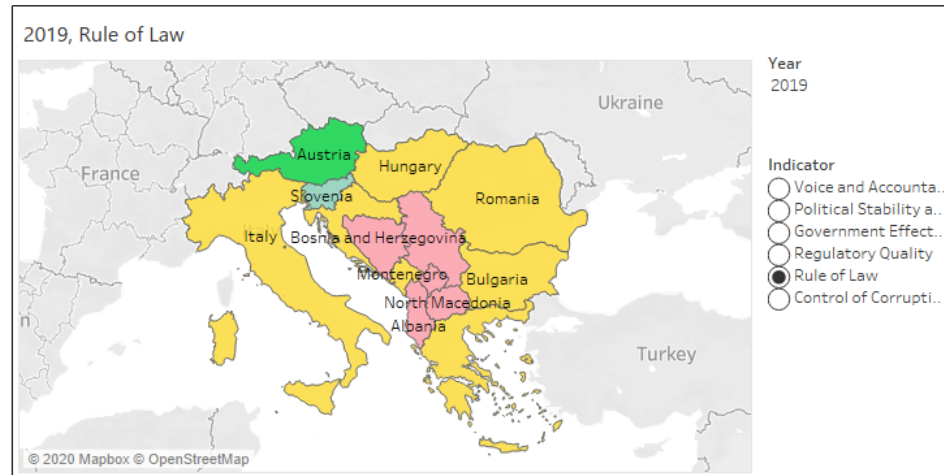 2019, Rule of Law
Year
2019
Ukraine
Austria
France
Hungary
Slovenia
Romania
Italy
Bosnia and Herzegovina
Montenegro
Bulgaria
North Macedonia
Albania
Turkey
n
Indicator
Voice and Accounta..
Political Stability a..
Government Effect..
Regulatory Quality
Rule of Law
Control of Corrupti..
© 2020 Mapbox © OpenStreetMap